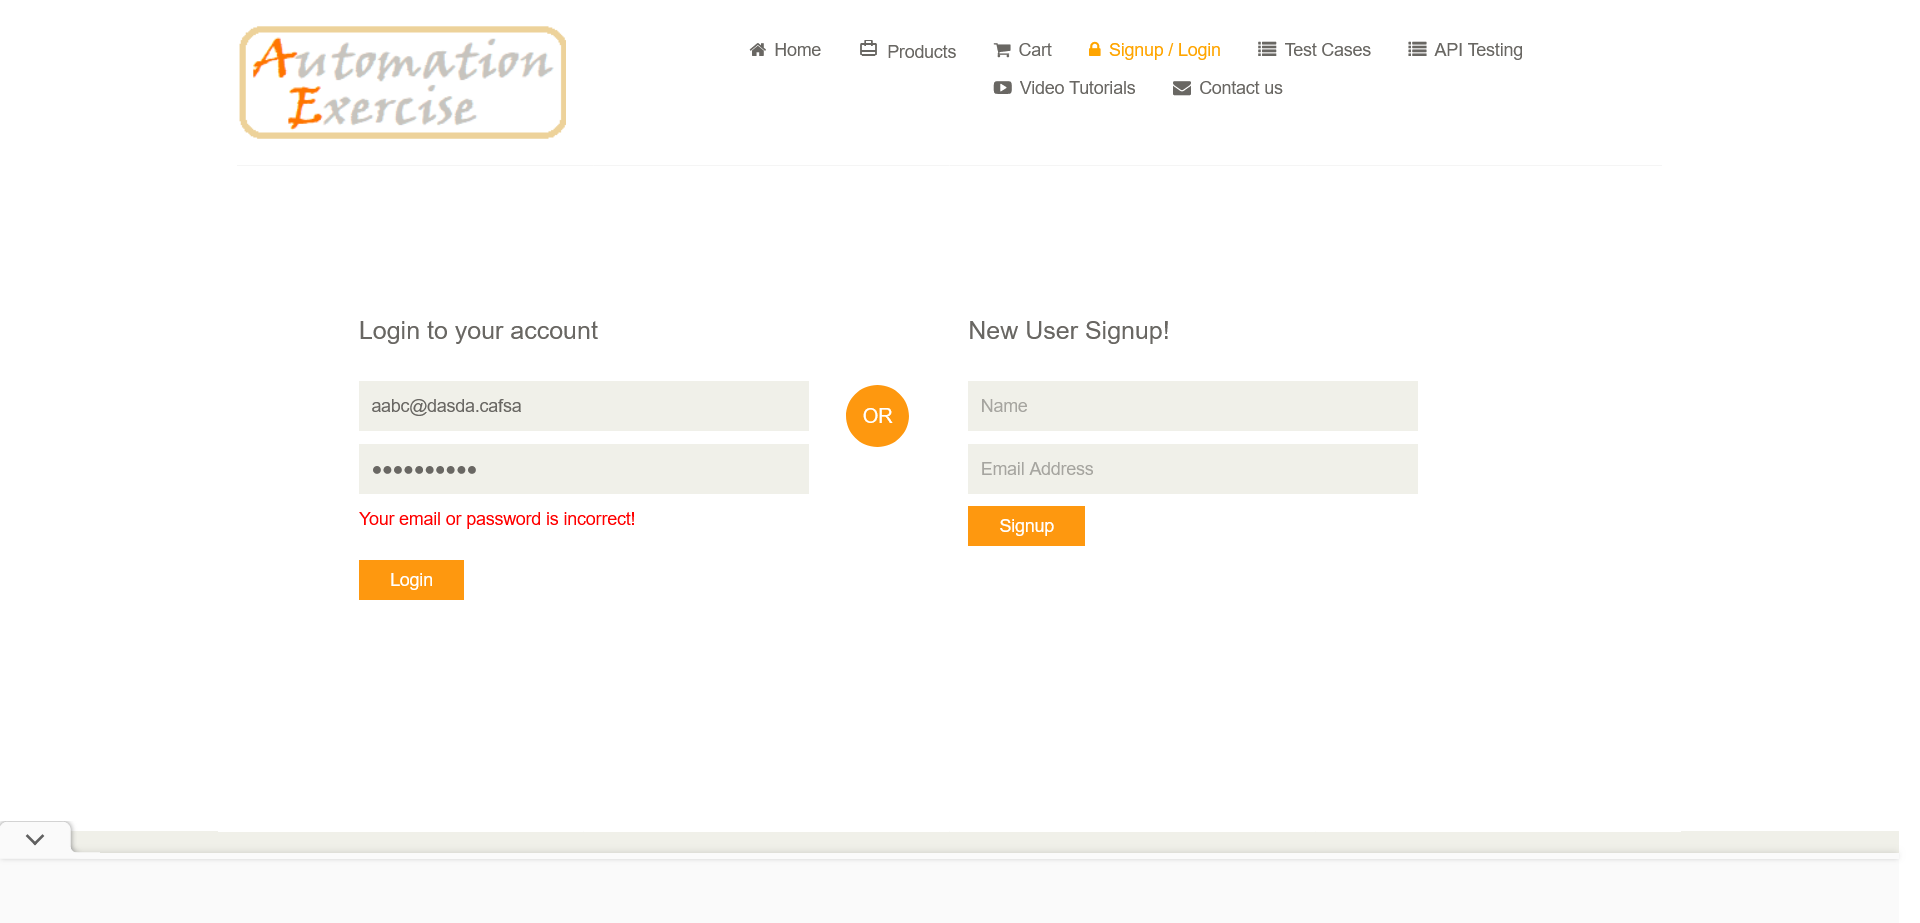 Automation
Exercise
Home
Products
Cart
Signup / Login
Test Cases
API Testing
Video Tutorials
Contact us
Login to your account
aabc@dasda.cafsa
••••••••••
Your email or password is incorrect!
Login
OR
New User Signup!
Name
Email Address
Signup